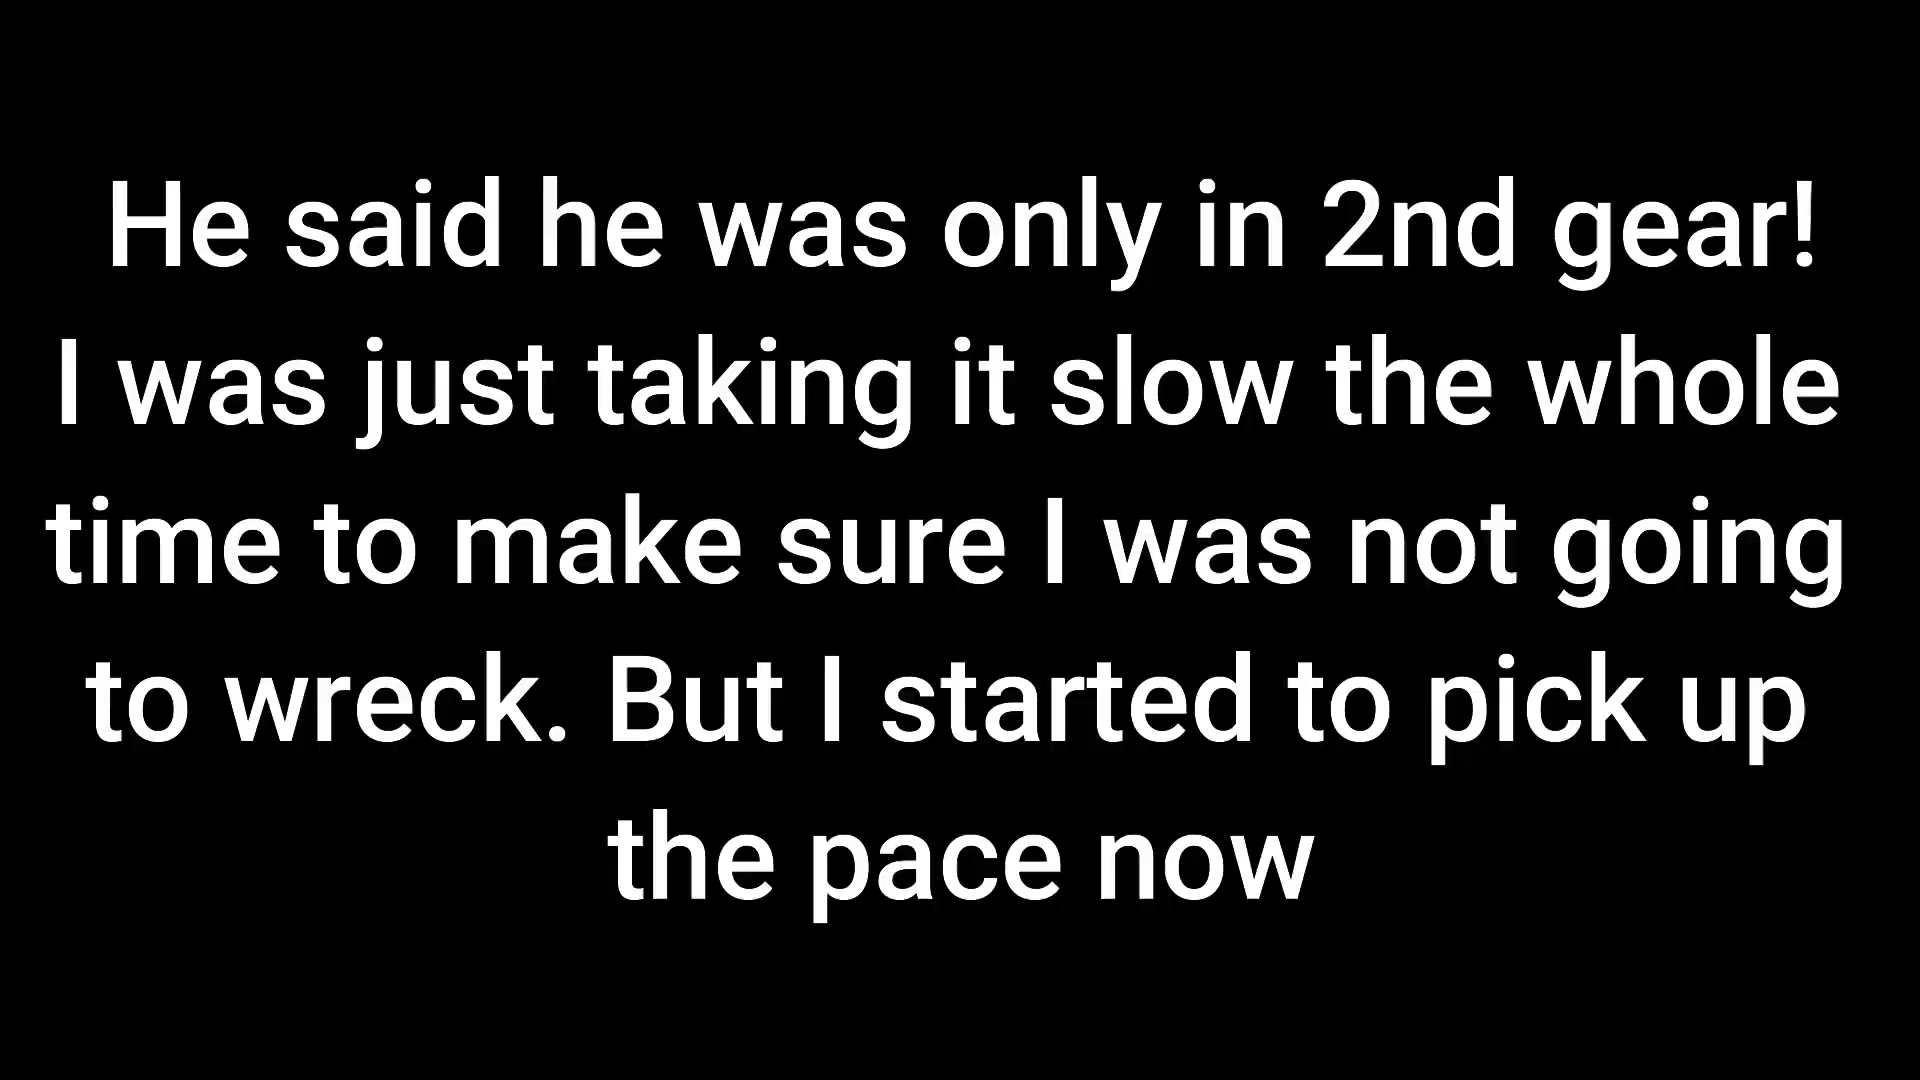 He said he was only in 2nd gear!
I was just taking it slow the whole
time to make sure I was not going
to wreck. But I started to pick up
the pace now